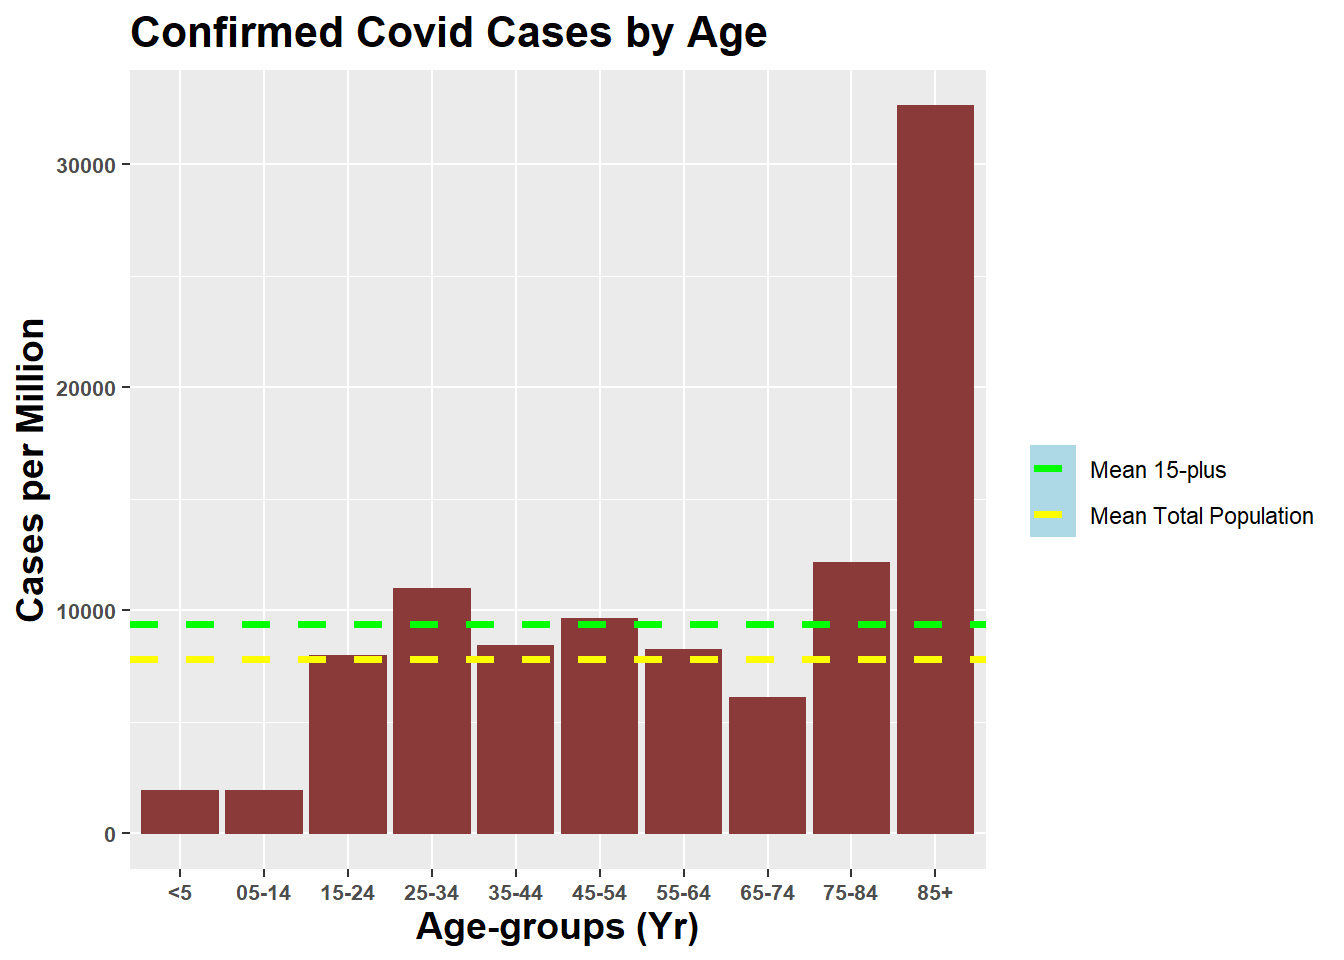 Confirmed Covid Cases by Age
Cases per Million
30000
20000
10000
0
<5 05-14 15-24 25-34 35-44 45-54 55-64 65-74 75-84 85+
Age-groups (Yr)
Mean 15-plus
Mean Total Population